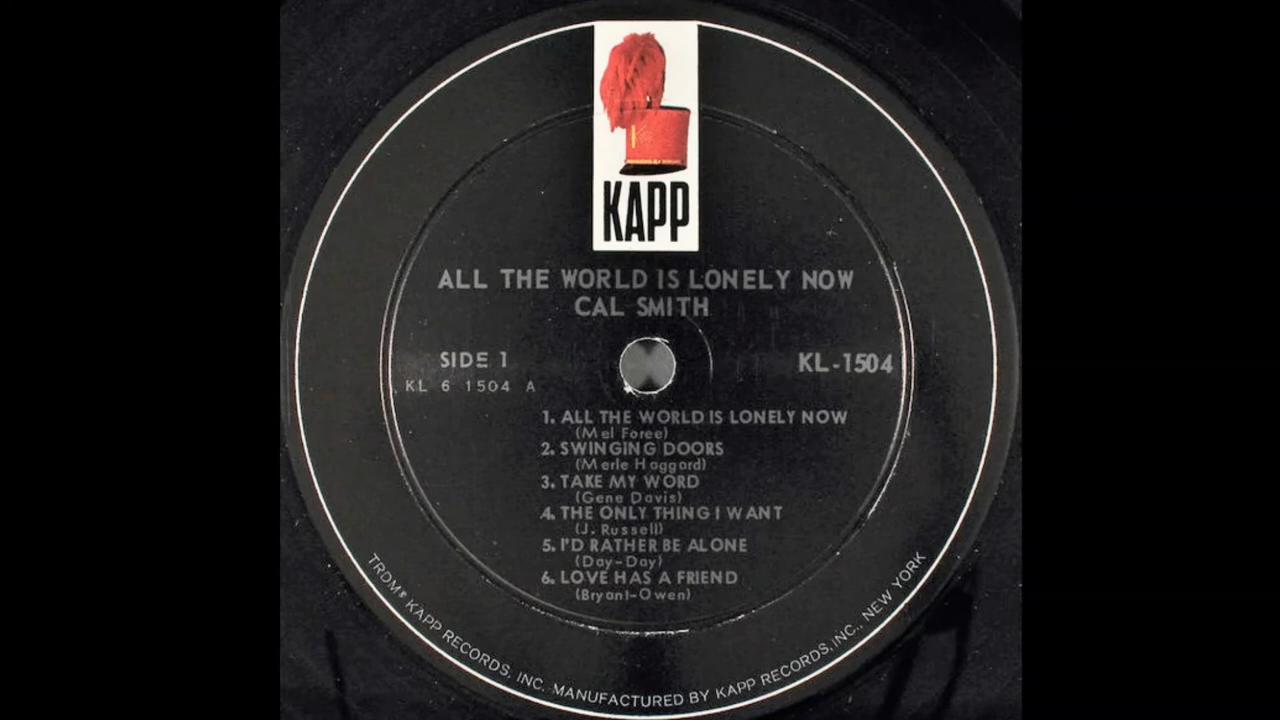 KAPP
ALL THE WORLD IS LONELY NOW
CAL SMITH
SIDE 1
KL-1504
KL 6 1504 A
1. ALL THE WORLD IS LONELY NOW
(Mel Foree)
2. SWINGING DOORS
(Merle Haggard)
3. TAKE MY WORD
(Gene Davis)
4. THE ONLY THING I WANT
(J. Russell)
5. I'D RATHER BE ALONE
(Day-Day)
6. LOVE HAS A FRIEND
(Bryant-Owen)
TRDM® KAPP RECORDS, INC. MANUFACTURED BY KAPP RECORDS, INC., NEW YORK